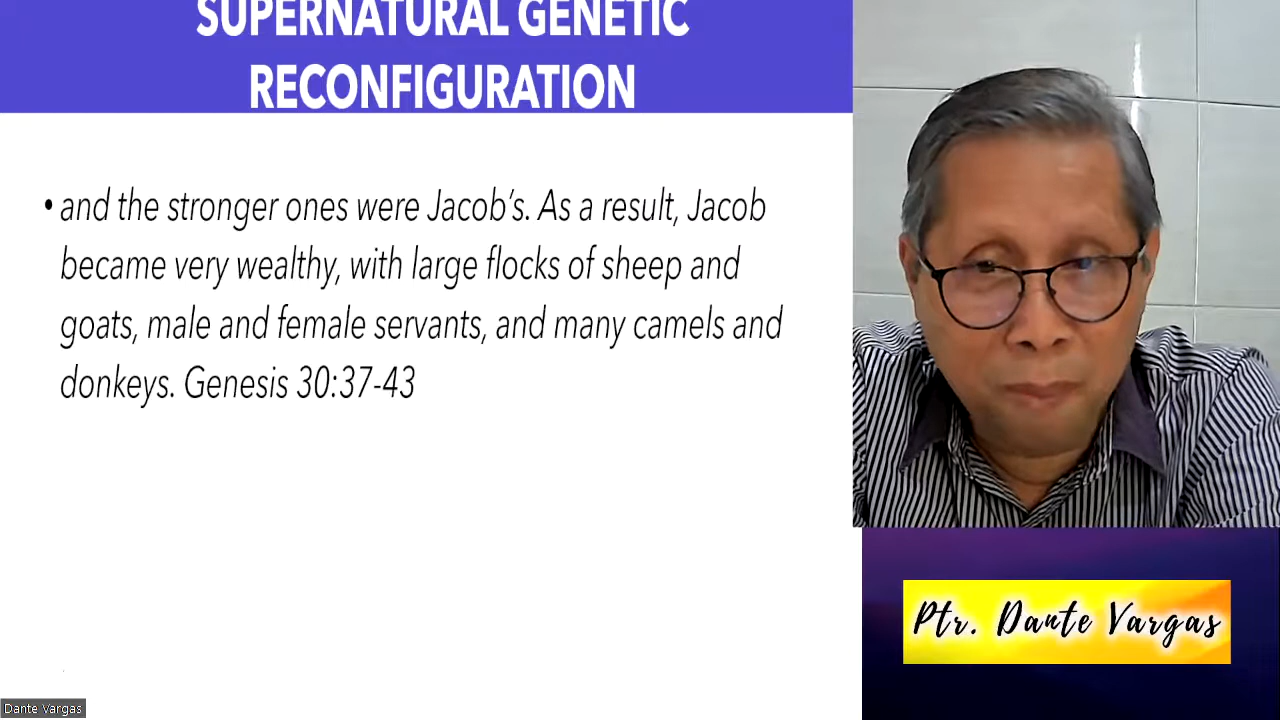 SUPERNATURAL GENETIC
RECONFIGURATION
• and the stronger ones were Jacob’s. As a result, Jacob
became very wealthy, with large flocks of sheep and
goats, male and female servants, and many camels and
donkeys. Genesis 30:37-43
Ptr. Dante Vargas
Dante Vargas